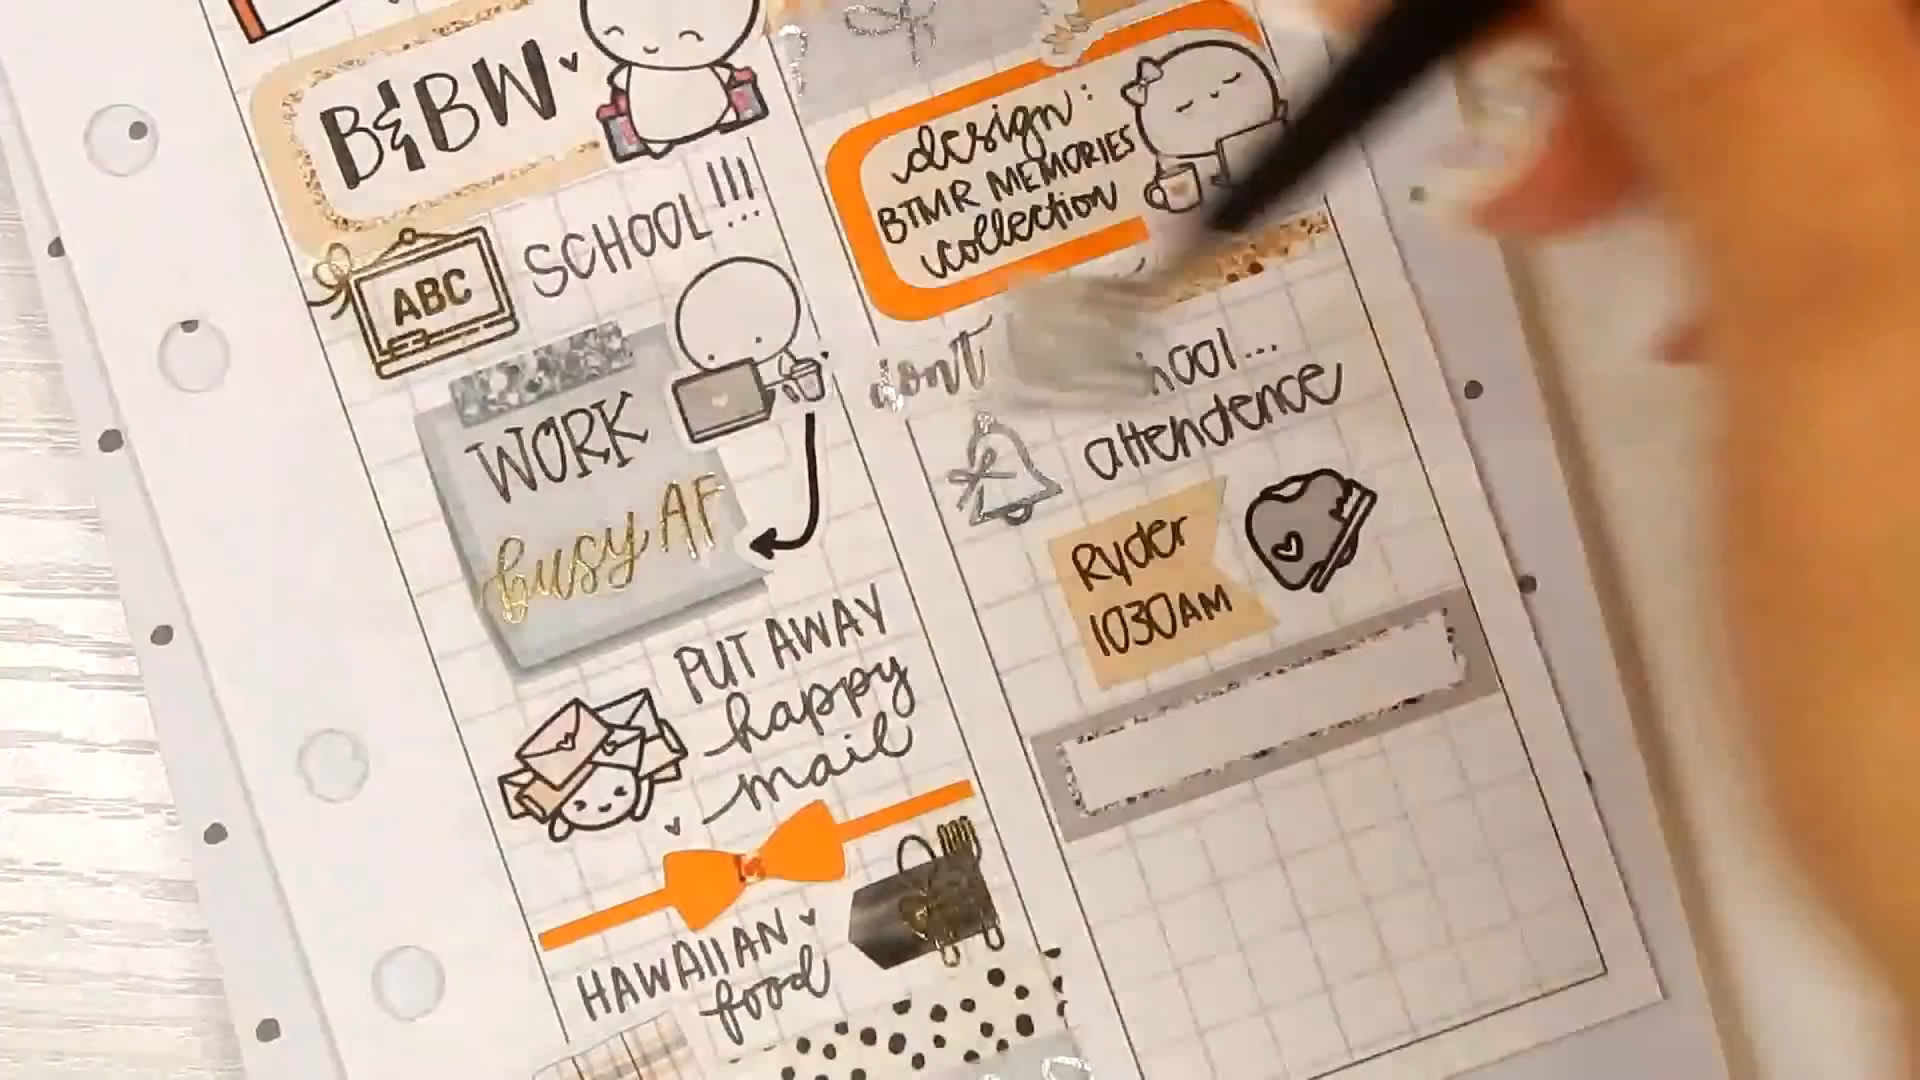 B&BW
SCHOOL!!!
ABC
WORK
busy AF
PUT AWAY
happy
mail
HAWAIIAN
food
design:
BTMR MEMORIES
collection
dont
attendence
Ryder
1030AM